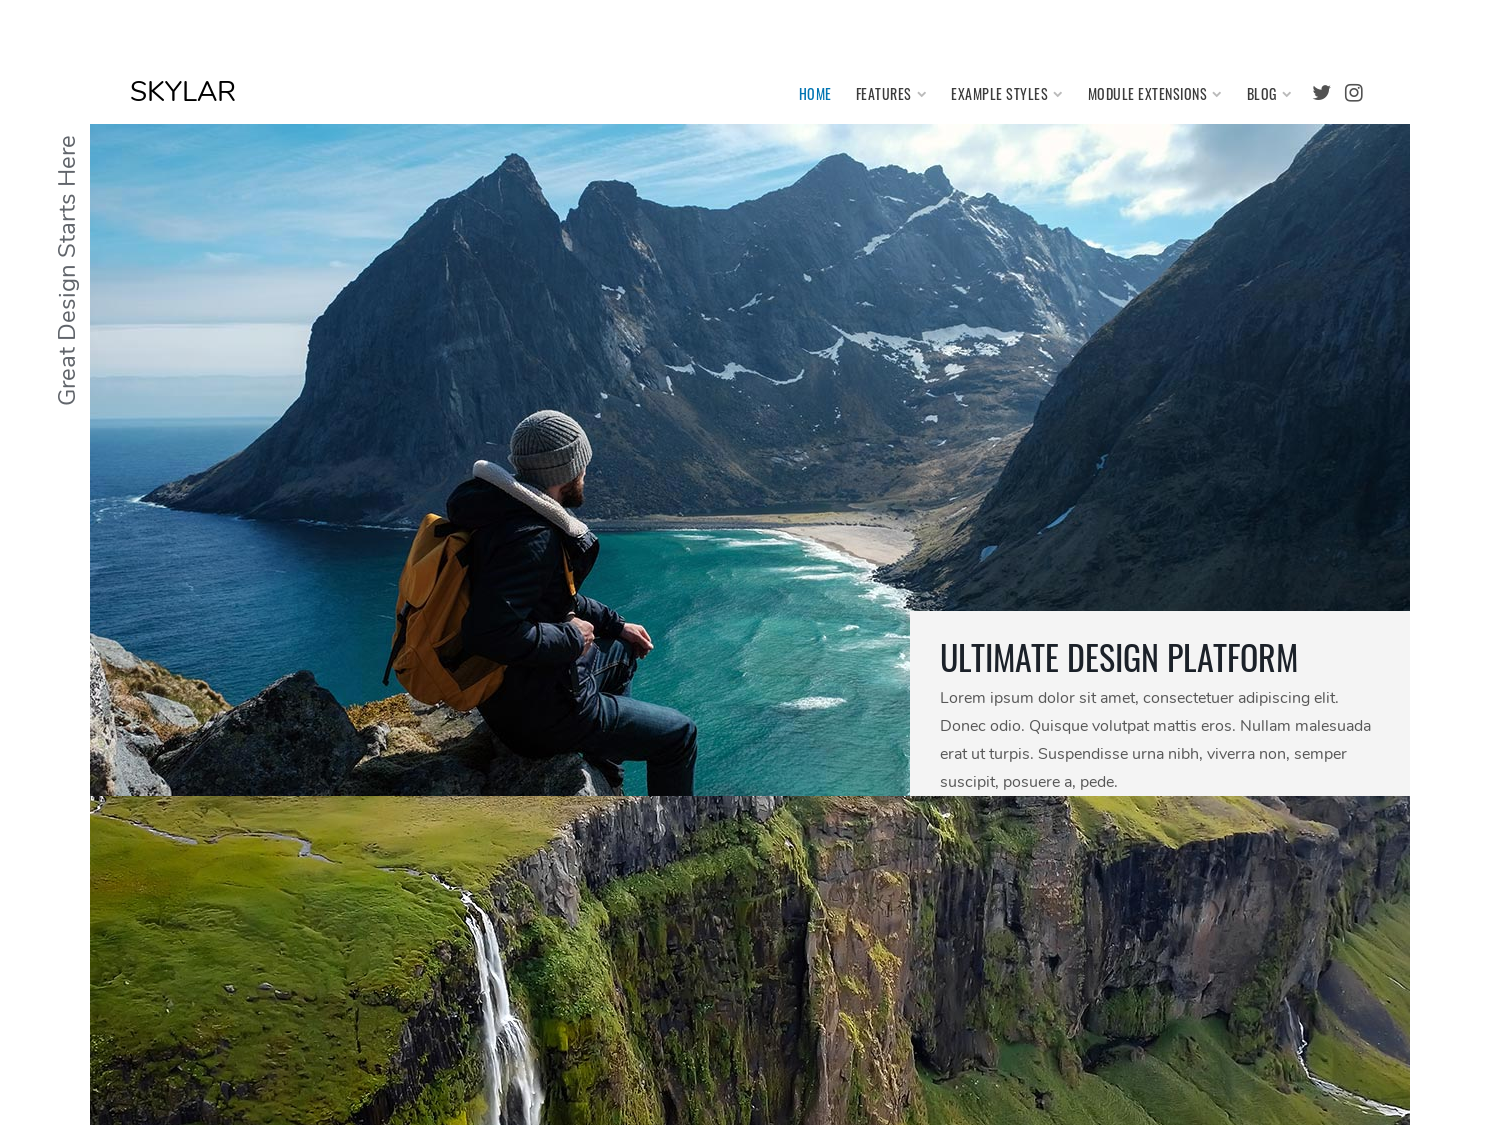 SKYLAR
HOME FEATURES EXAMPLE STYLES MODULE EXTENSIONS BLOG
Great Design Starts Here
ULTIMATE DESIGN PLATFORM
Lorem ipsum dolor sit amet, consectetuer adipiscing elit.
Donec odio. Quisque volutpat mattis eros. Nullam malesuada
erat ut turpis. Suspendisse urna nibh, viverra non, semper
suscipit, posuere a, pede.